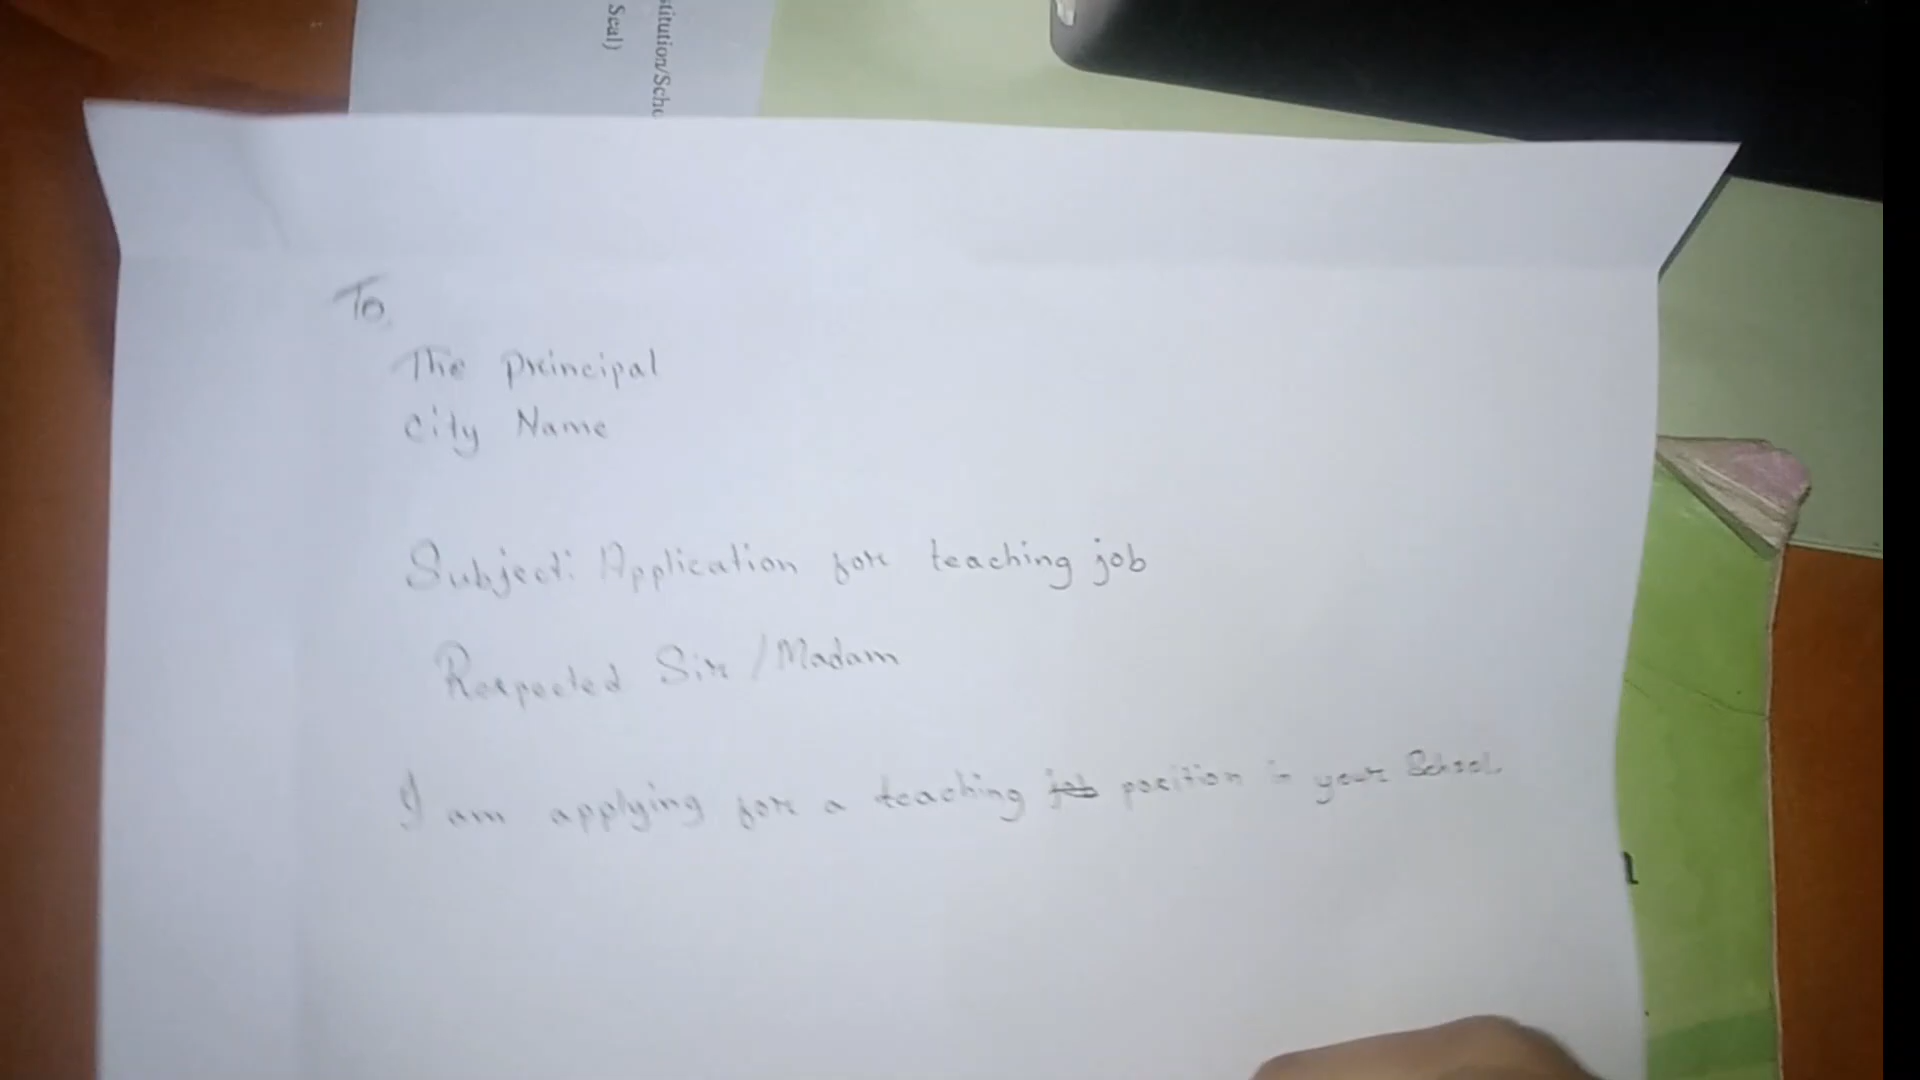 stitution/Scho
Seal)
To,
The Principal
City Name
Subject: Application for teaching job
Respected Sir / Madam
I am applying for a teaching job position in your School.
1